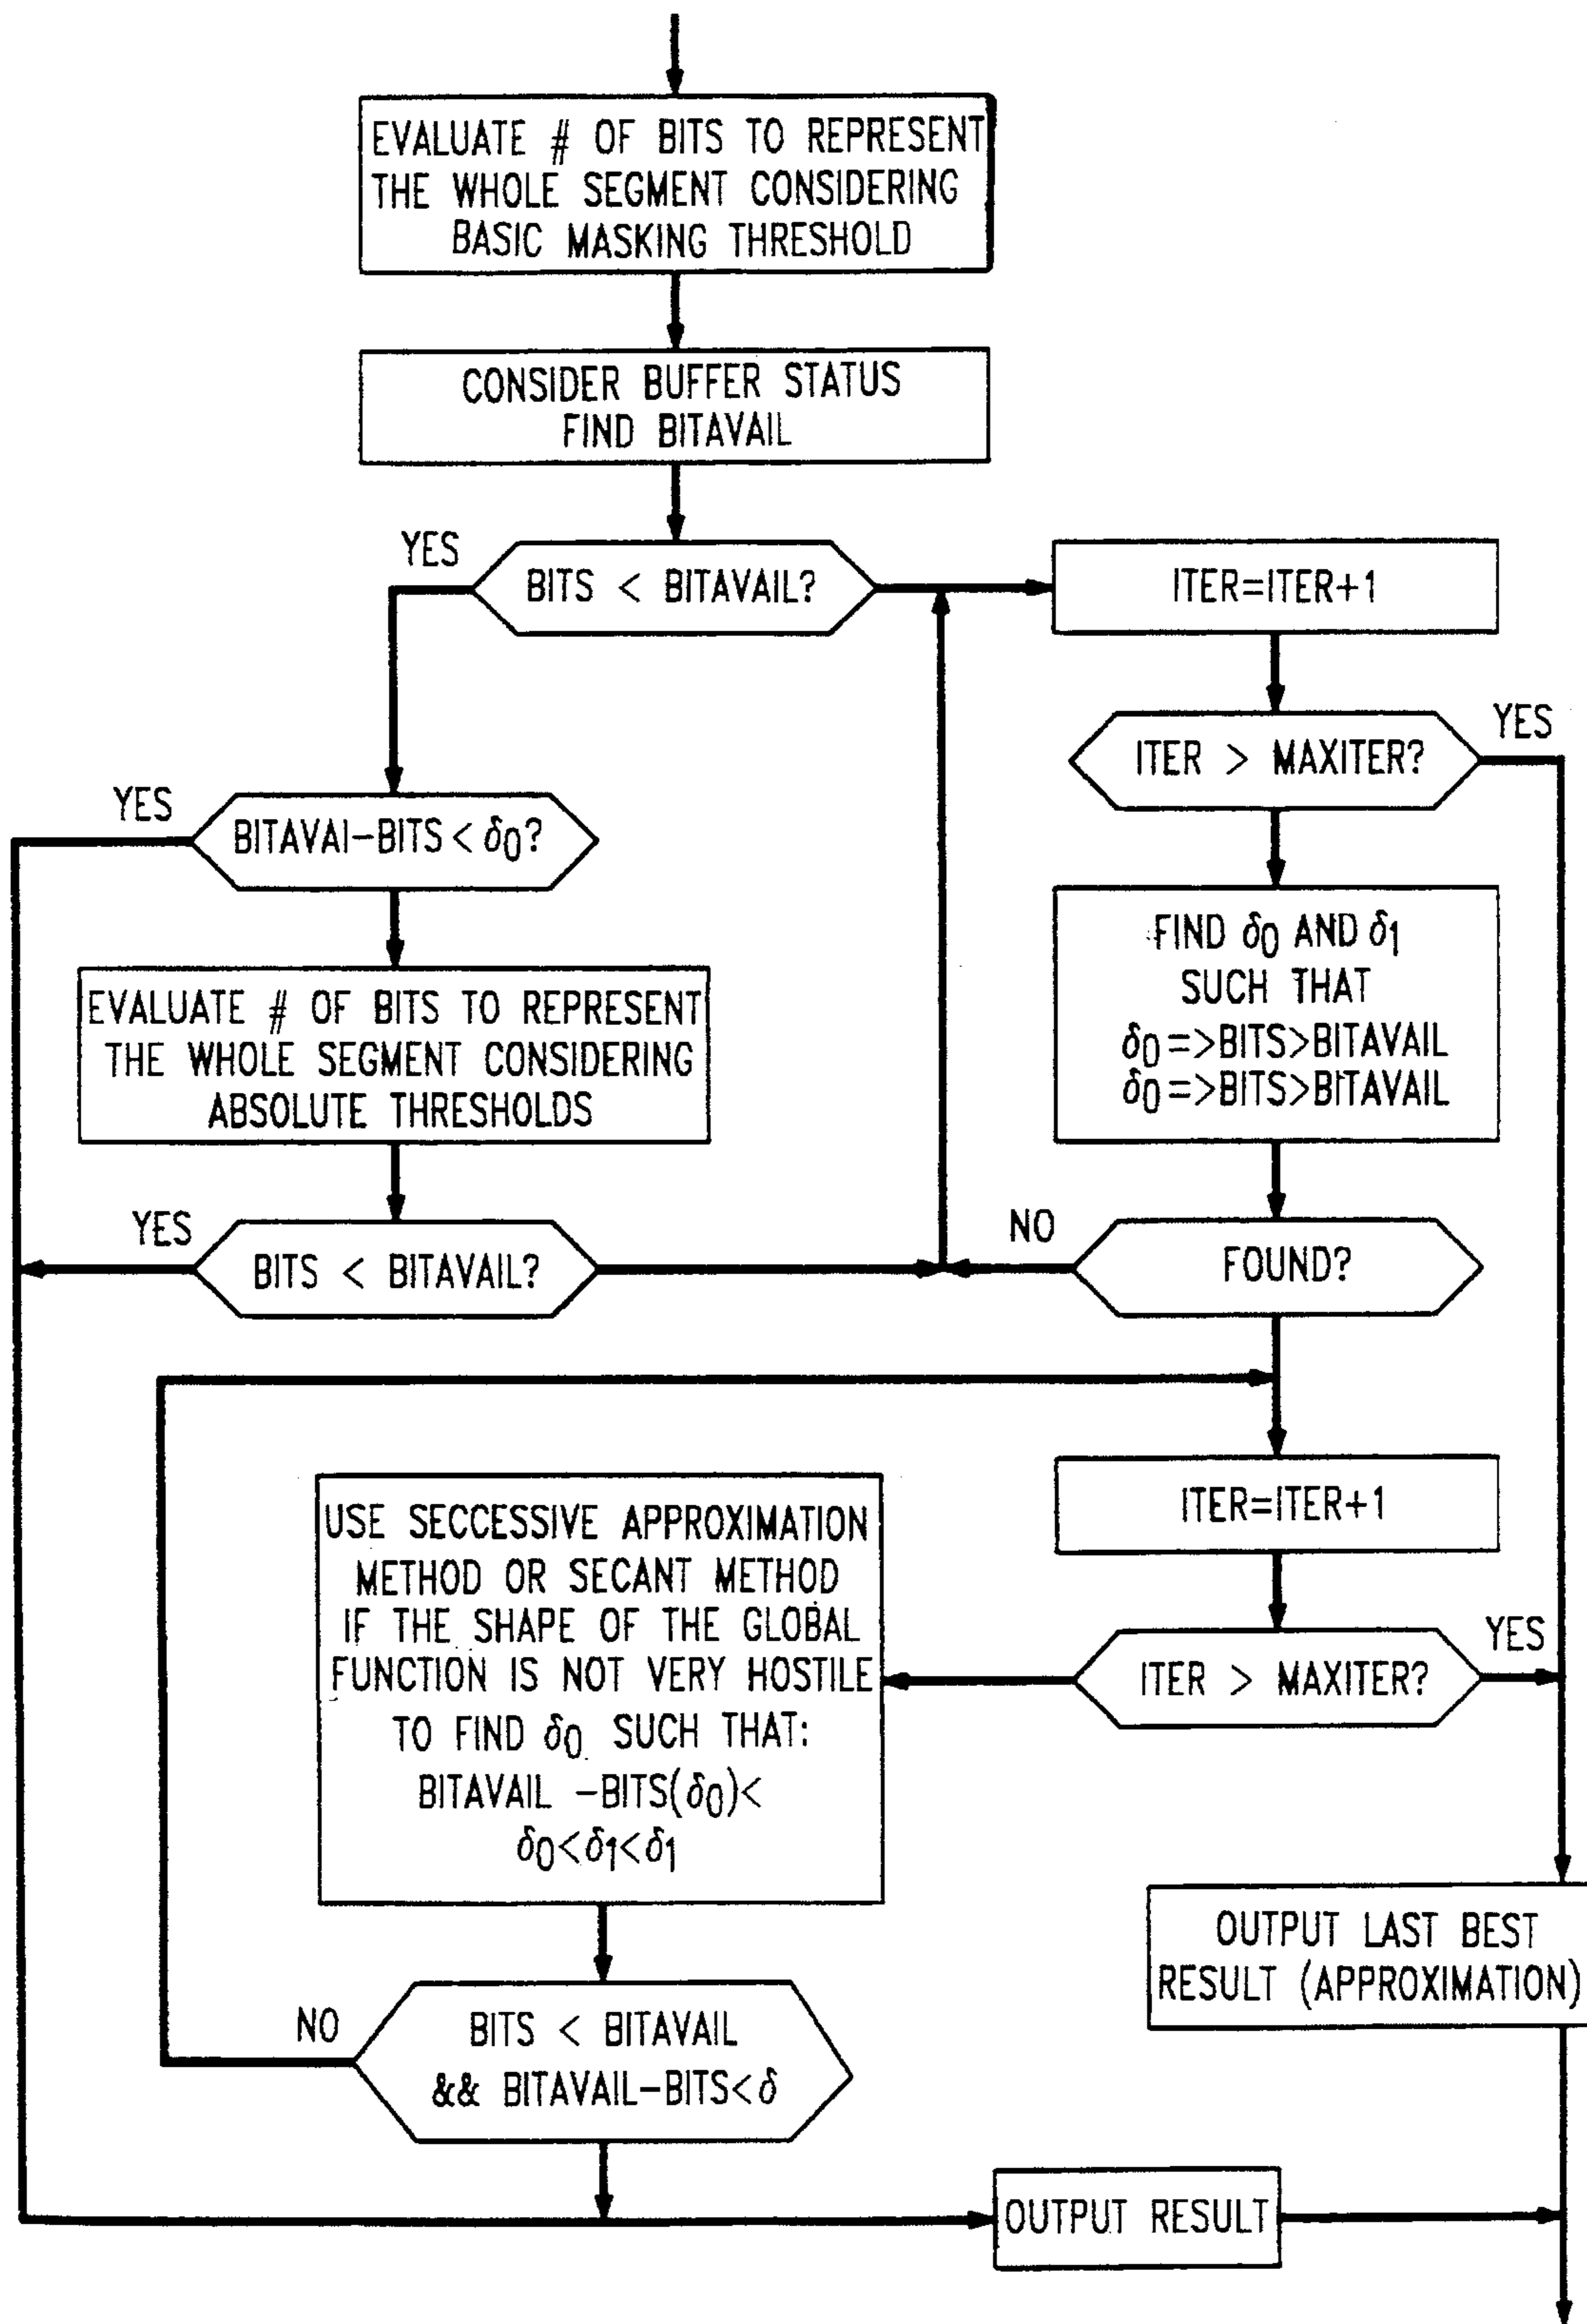 EVALUATE # OF BITS TO REPRESENT
THE WHOLE SEGMENT CONSIDERING
BASIC MASKING THRESHOLD
CONSIDER BUFFER STATUS
FIND BITAVAIL
YES
BITS < BITAVAIL?
ITER=ITER+1
ITER > MAXITER?
YES
YES
BITAVAI-BITS < δ0?
FIND δ0 AND δ1
SUCH THAT
δ0=>BITS>BITAVAIL
δ0=>BITS>BITAVAIL
EVALUATE # OF BITS TO REPRESENT
THE WHOLE SEGMENT CONSIDERING
ABSOLUTE THRESHOLDS
YES
BITS < BITAVAIL?
NO
FOUND?
ITER=ITER+1
USE SECCESSIVE APPROXIMATION
METHOD OR SECANT METHOD
IF THE SHAPE OF THE GLOBAL
FUNCTION IS NOT VERY HOSTILE
TO FIND δ0 SUCH THAT:
BITAVAIL -BITS(δ0)<
δ0<δ1<δ1
ITER > MAXITER?
YES
OUTPUT LAST BEST
RESULT (APPROXIMATION)
NO
BITS < BITAVAIL
&& BITAVAIL-BITS<δ
OUTPUT RESULT